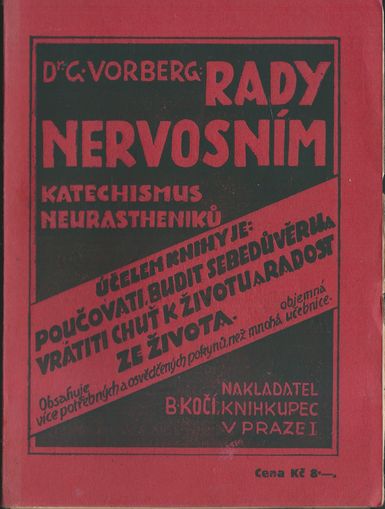 Dr. G. VORBERG: RADY
NERVOSNÍM
KATECHISMUS
NEURASTHENIKŮ
ÚČELEM KNIHY JE:
POUČOVATI, BUDIT SEBEDŮVĚRU A
VRÁTITI CHUŤ K ŽIVOTU A RADOST
ZE ŽIVOTA.
Obsahuje
více potřebných a osvědčených pokynů, než mnohá objemná
učebnice.
NAKLADATEL
B. KOČÍ, KNIHKUPEC
V PRAZE I
Cena Kč 8·—.